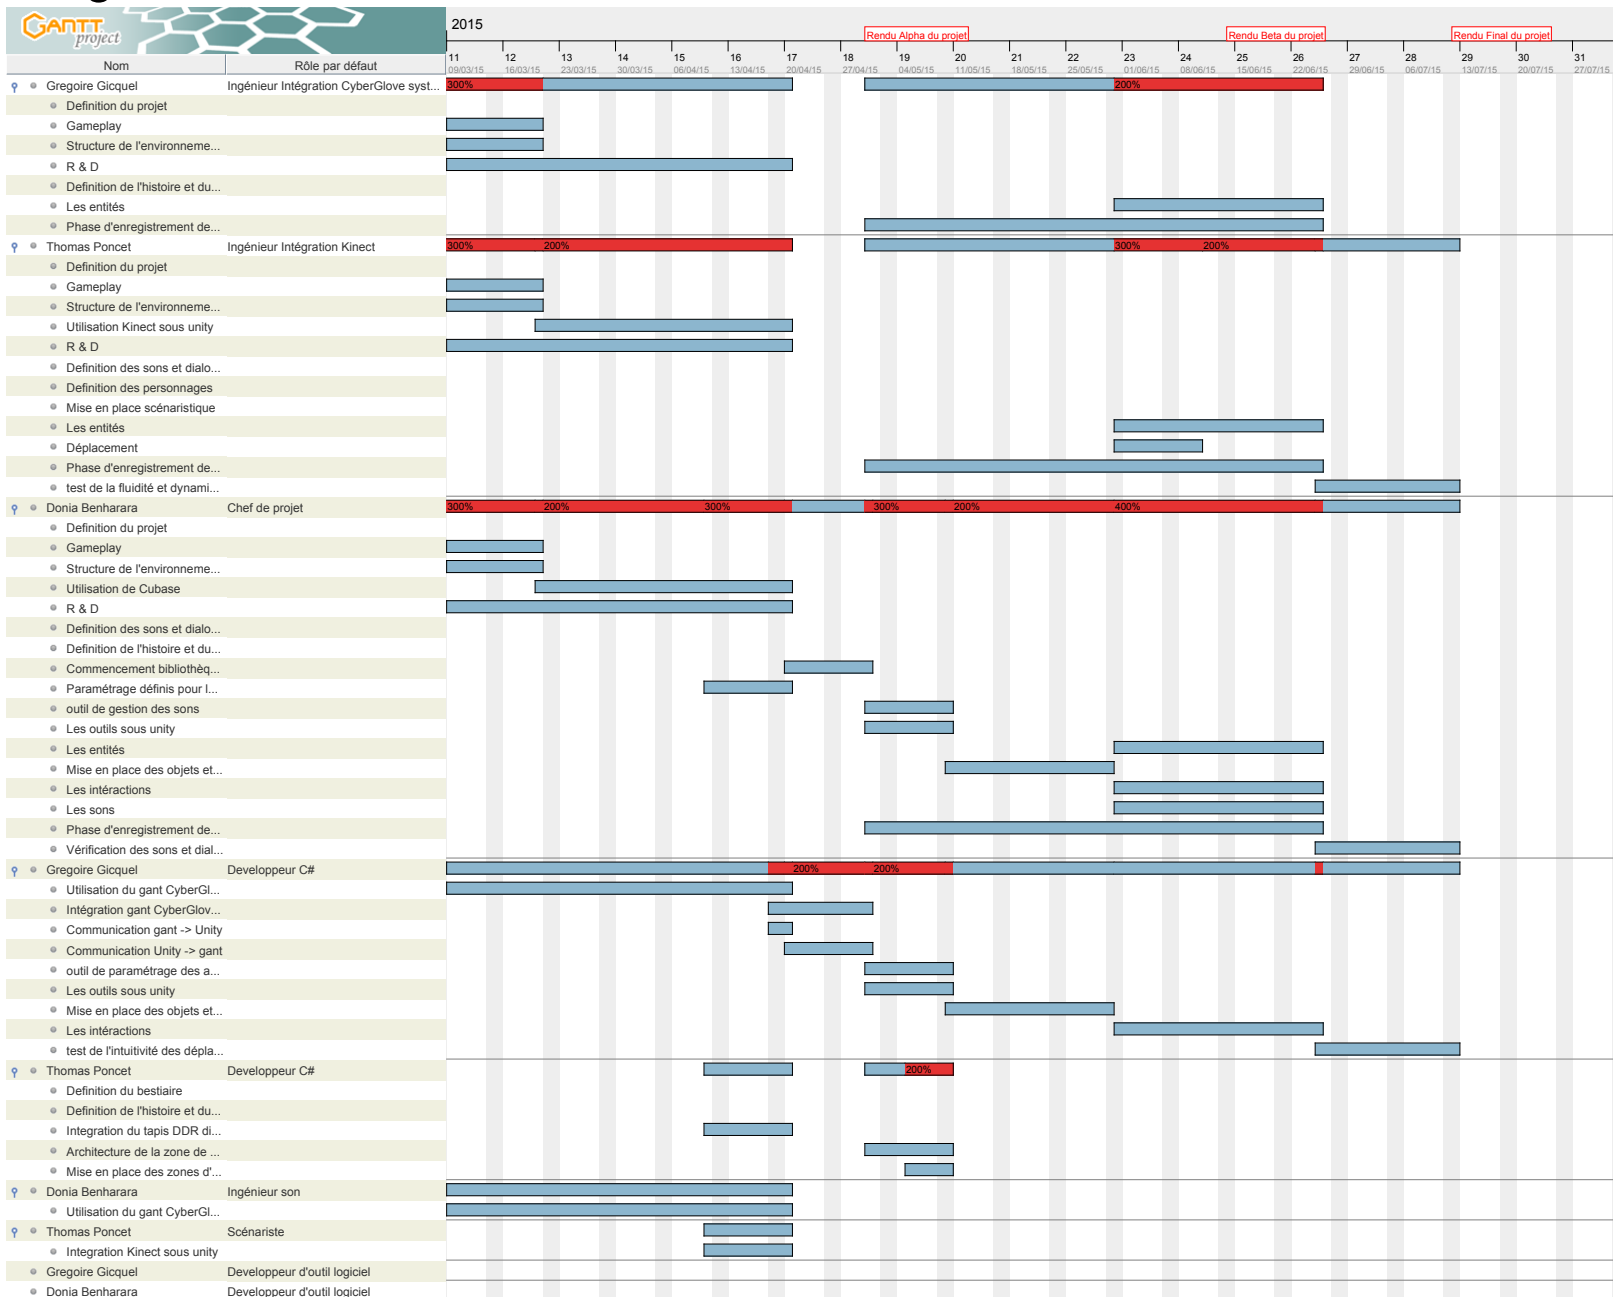 GANTT
project
2015
Rendu Alpha du projet
Rendu Beta du projet
Rendu Final du projet
Nom
Rôle par défaut
11 12 13 14 15 16 17 18 19 20 21 22 23 24 25 26 27 28 29 30 31
09/03/15 16/03/15 23/03/15 30/03/15 06/04/15 13/04/15 20/04/15 27/04/15 04/05/15 11/05/15 18/05/15 25/05/15 01/06/15 08/06/15 15/06/15 22/06/15 29/06/15 06/07/15 13/07/15 20/07/15 27/07/15
Gregoire Gicquel Ingénieur Intégration CyberGlove syst... 300% 200%
Definition du projet
Gameplay
Structure de l'environneme...
R & D
Definition de l'histoire et du...
Les entités
Phase d'enregistrement de...
Thomas Poncet Ingénieur Intégration Kinect 300% 200% 300% 200%
Definition du projet
Gameplay
Structure de l'environneme...
Utilisation Kinect sous unity
R & D
Definition des sons et dialo...
Definition des personnages
Mise en place scénaristique
Les entités
Déplacement
Phase d'enregistrement de...
test de la fluidité et dynami...
Donia Benharara Chef de projet 300% 200% 300% 300% 200% 400%
Definition du projet
Gameplay
Structure de l'environneme...
Utilisation de Cubase
R & D
Definition des sons et dialo...
Definition de l'histoire et du...
Commencement bibliothèq...
Paramétrage définis pour l...
outil de gestion des sons
Les outils sous unity
Les entités
Mise en place des objets et...
Les intéractions
Les sons
Phase d'enregistrement de...
Vérification des sons et dial...
Gregoire Gicquel Developpeur C# 200% 200%
Utilisation du gant CyberGl...
Intégration gant CyberGlov...
Communication gant -> Unity
Communication Unity -> gant
outil de paramétrage des a...
Les outils sous unity
Mise en place des objets et...
Les intéractions
test de l'intuitivité des dépla...
Thomas Poncet Developpeur C# 200%
Definition du bestiaire
Definition de l'histoire et du...
Integration du tapis DDR di...
Architecture de la zone de ...
Mise en place des zones d'...
Donia Benharara Ingénieur son
Utilisation du gant CyberGl...
Thomas Poncet Scénariste
Integration Kinect sous unity
Gregoire Gicquel Developpeur d'outil logiciel
Donia Benharara Developpeur d'outil logiciel